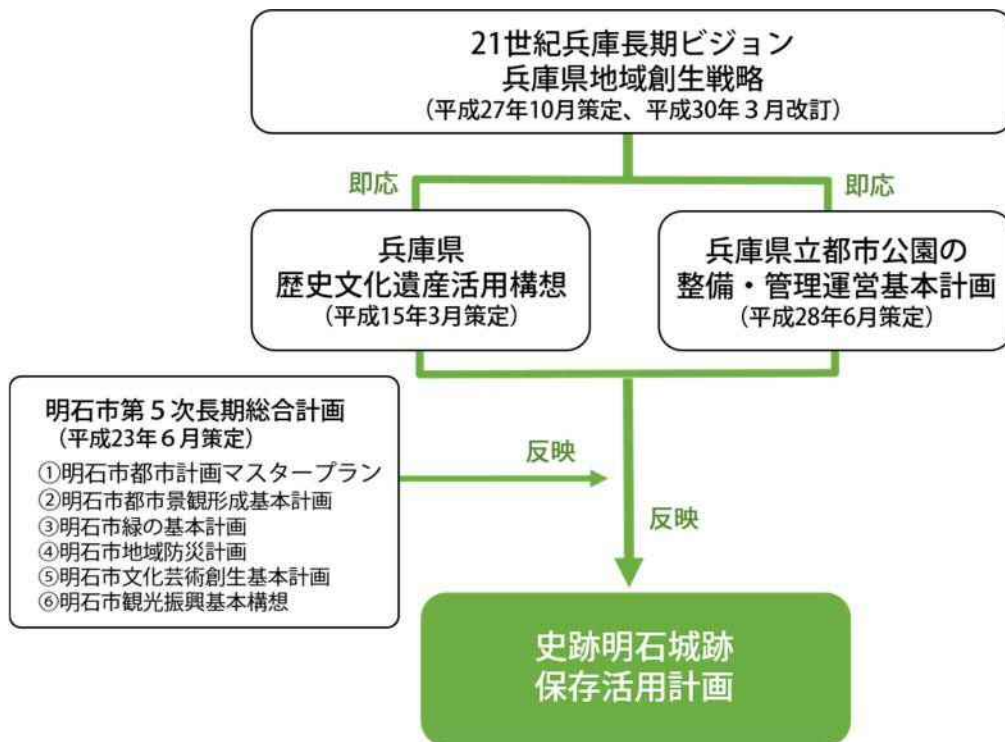 21世紀兵庫長期ビジョン
兵庫県地域創生戦略
（平成27年10月策定、平成30年３月改訂）
即応
即応
兵庫県
歴史文化遺産活用構想
（平成15年3月策定）
兵庫県立都市公園の
整備・管理運営基本計画
（平成28年6月策定）
明石市第５次長期総合計画
（平成23年６月策定）
①明石市都市計画マスタープラン
②明石市都市景観形成基本計画
③明石市緑の基本計画
④明石市地域防災計画
⑤明石市文化芸術創生基本計画
⑥明石市観光振興基本構想
反映
反映
史跡明石城跡
保存活用計画